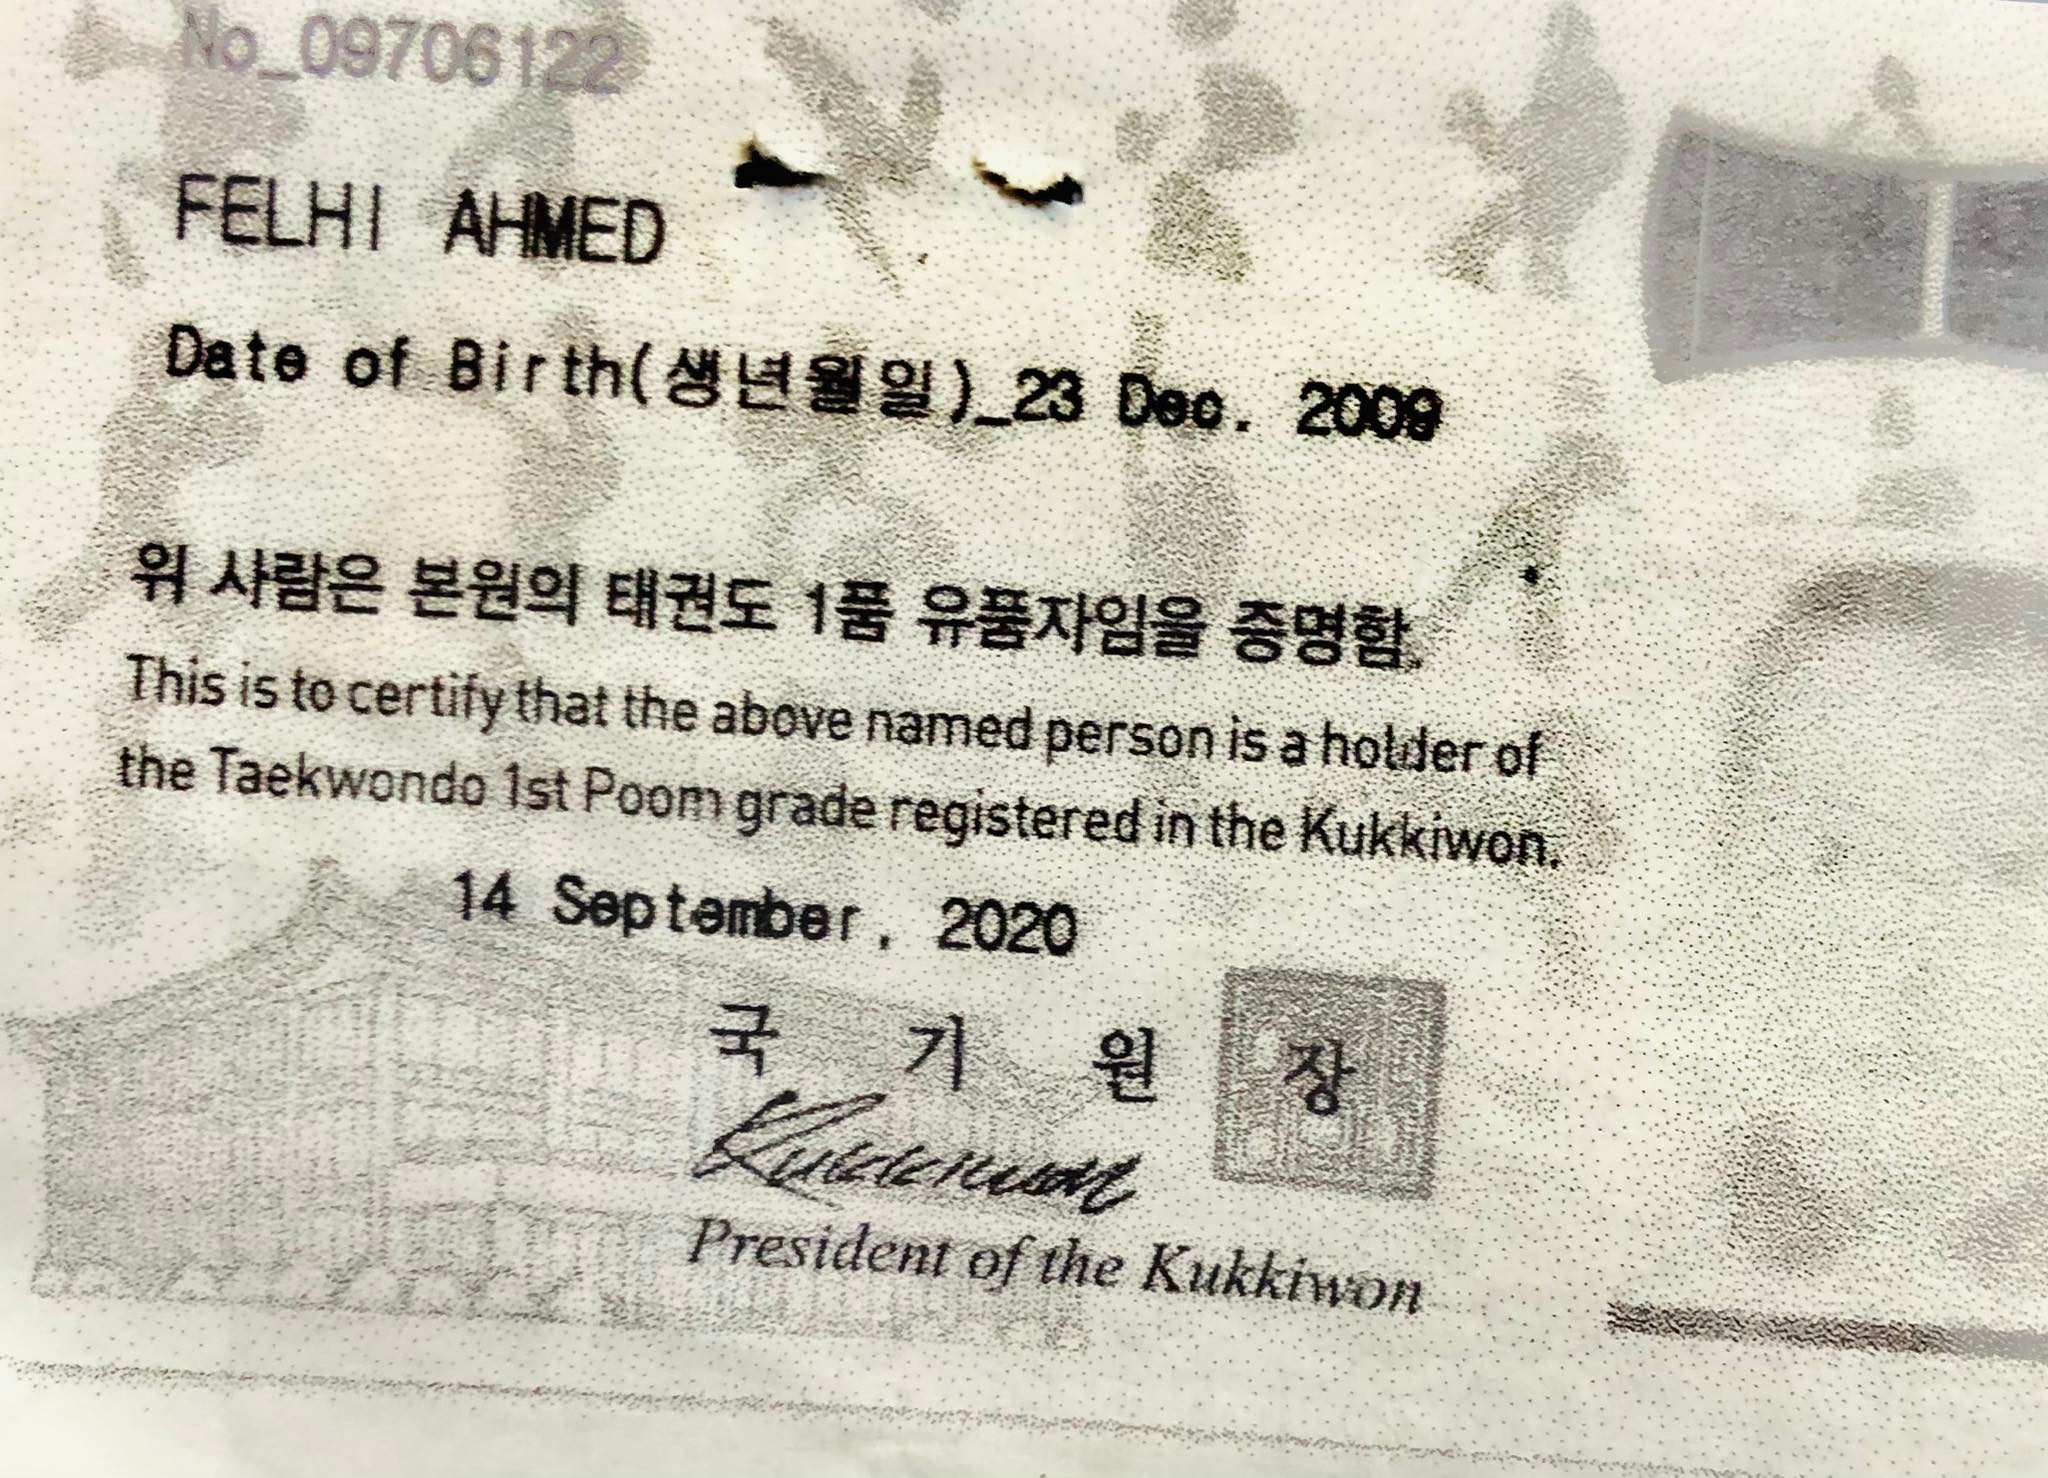 No_09706122
FELHI AHMED
Date of Birth(생년월일)_23 Dec. 2009
위 사람은 본원의 태권도 1품 유품자임을 증명함.
This is to certify that the above named person is a holder of
the Taekwondo 1st Poom grade registered in the Kukkiwon.
14 September, 2020
국 기 원 장
Kukkiwon
President of the Kukkiwon